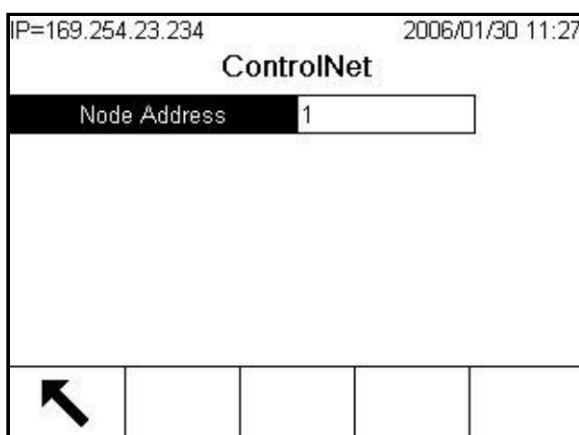 IP=169.254.23.234 2006/01/30 11:27
ControlNet
Node Address 1